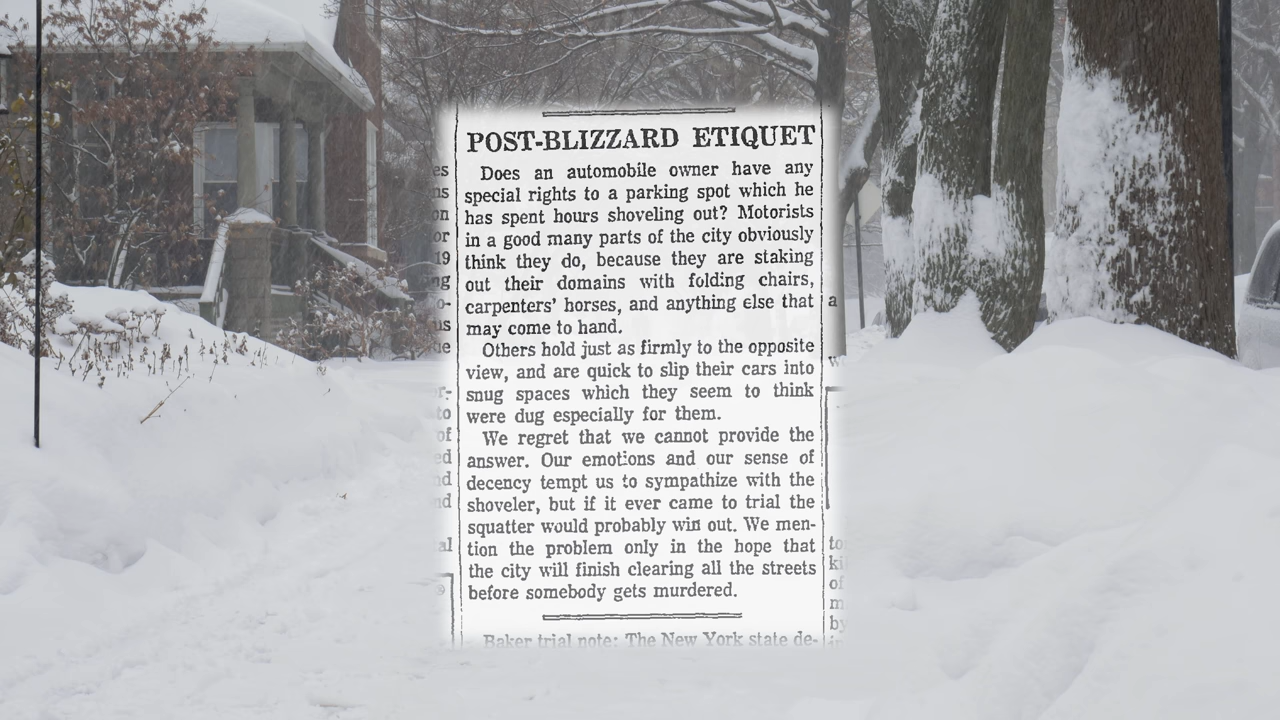 POST-BLIZZARD ETIQUET
Does an automobile owner have any
special rights to a parking spot which he
has spent hours shoveling out? Motorists
in a good many parts of the city obviously
think they do, because they are staking
out their domains with folding chairs,
carpenters' horses, and anything else that
may come to hand.
Others hold just as firmly to the opposite
view, and are quick to slip their cars into
snug spaces which they seem to think
were dug especially for them.
We regret that we cannot provide the
answer. Our emotions and our sense of
decency tempt us to sympathize with the
shoveler, but if it ever came to trial the
squatter would probably win out. We men-
tion the problem only in the hope that
the city will finish clearing all the streets
before somebody gets murdered.
Baker trial note: The New York state de-